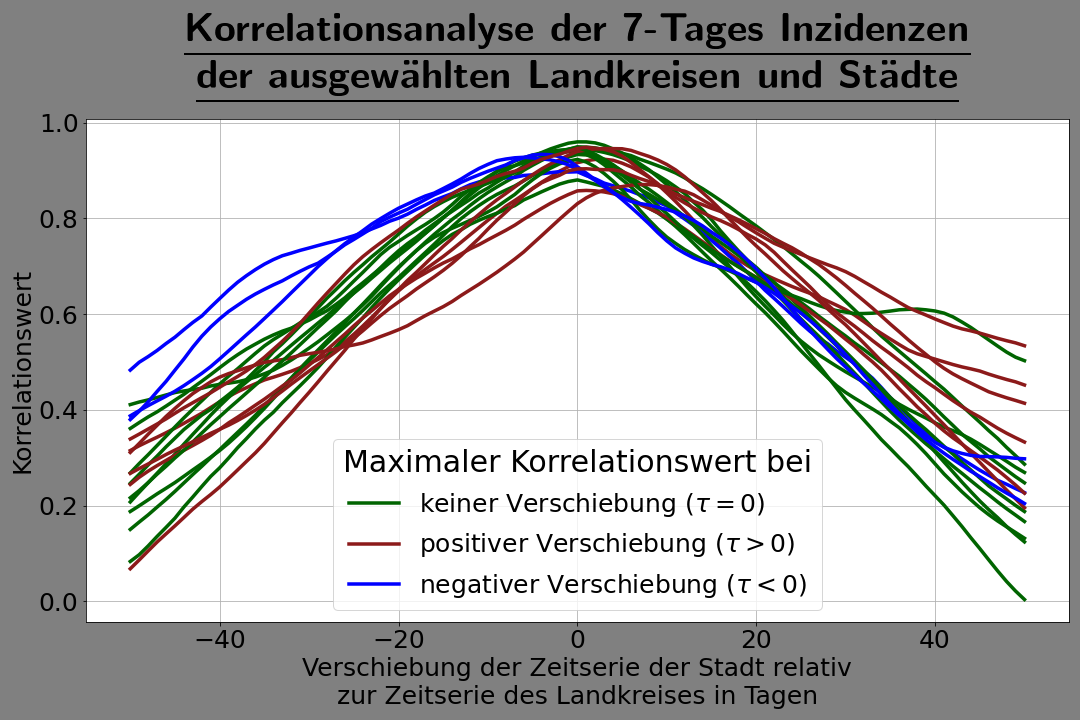 Korrelationsanalyse der 7-Tages Inzidenzen
der ausgewählten Landkreisen und Städte
1.0
0.8
0.6
0.4
0.2
0.0
Korrelationswert
Maximaler Korrelationswert bei
keiner Verschiebung (τ = 0)
positiver Verschiebung (τ > 0)
negativer Verschiebung (τ < 0)
−40 −20 0 20 40
Verschiebung der Zeitserie der Stadt relativ
zur Zeitserie des Landkreises in Tagen